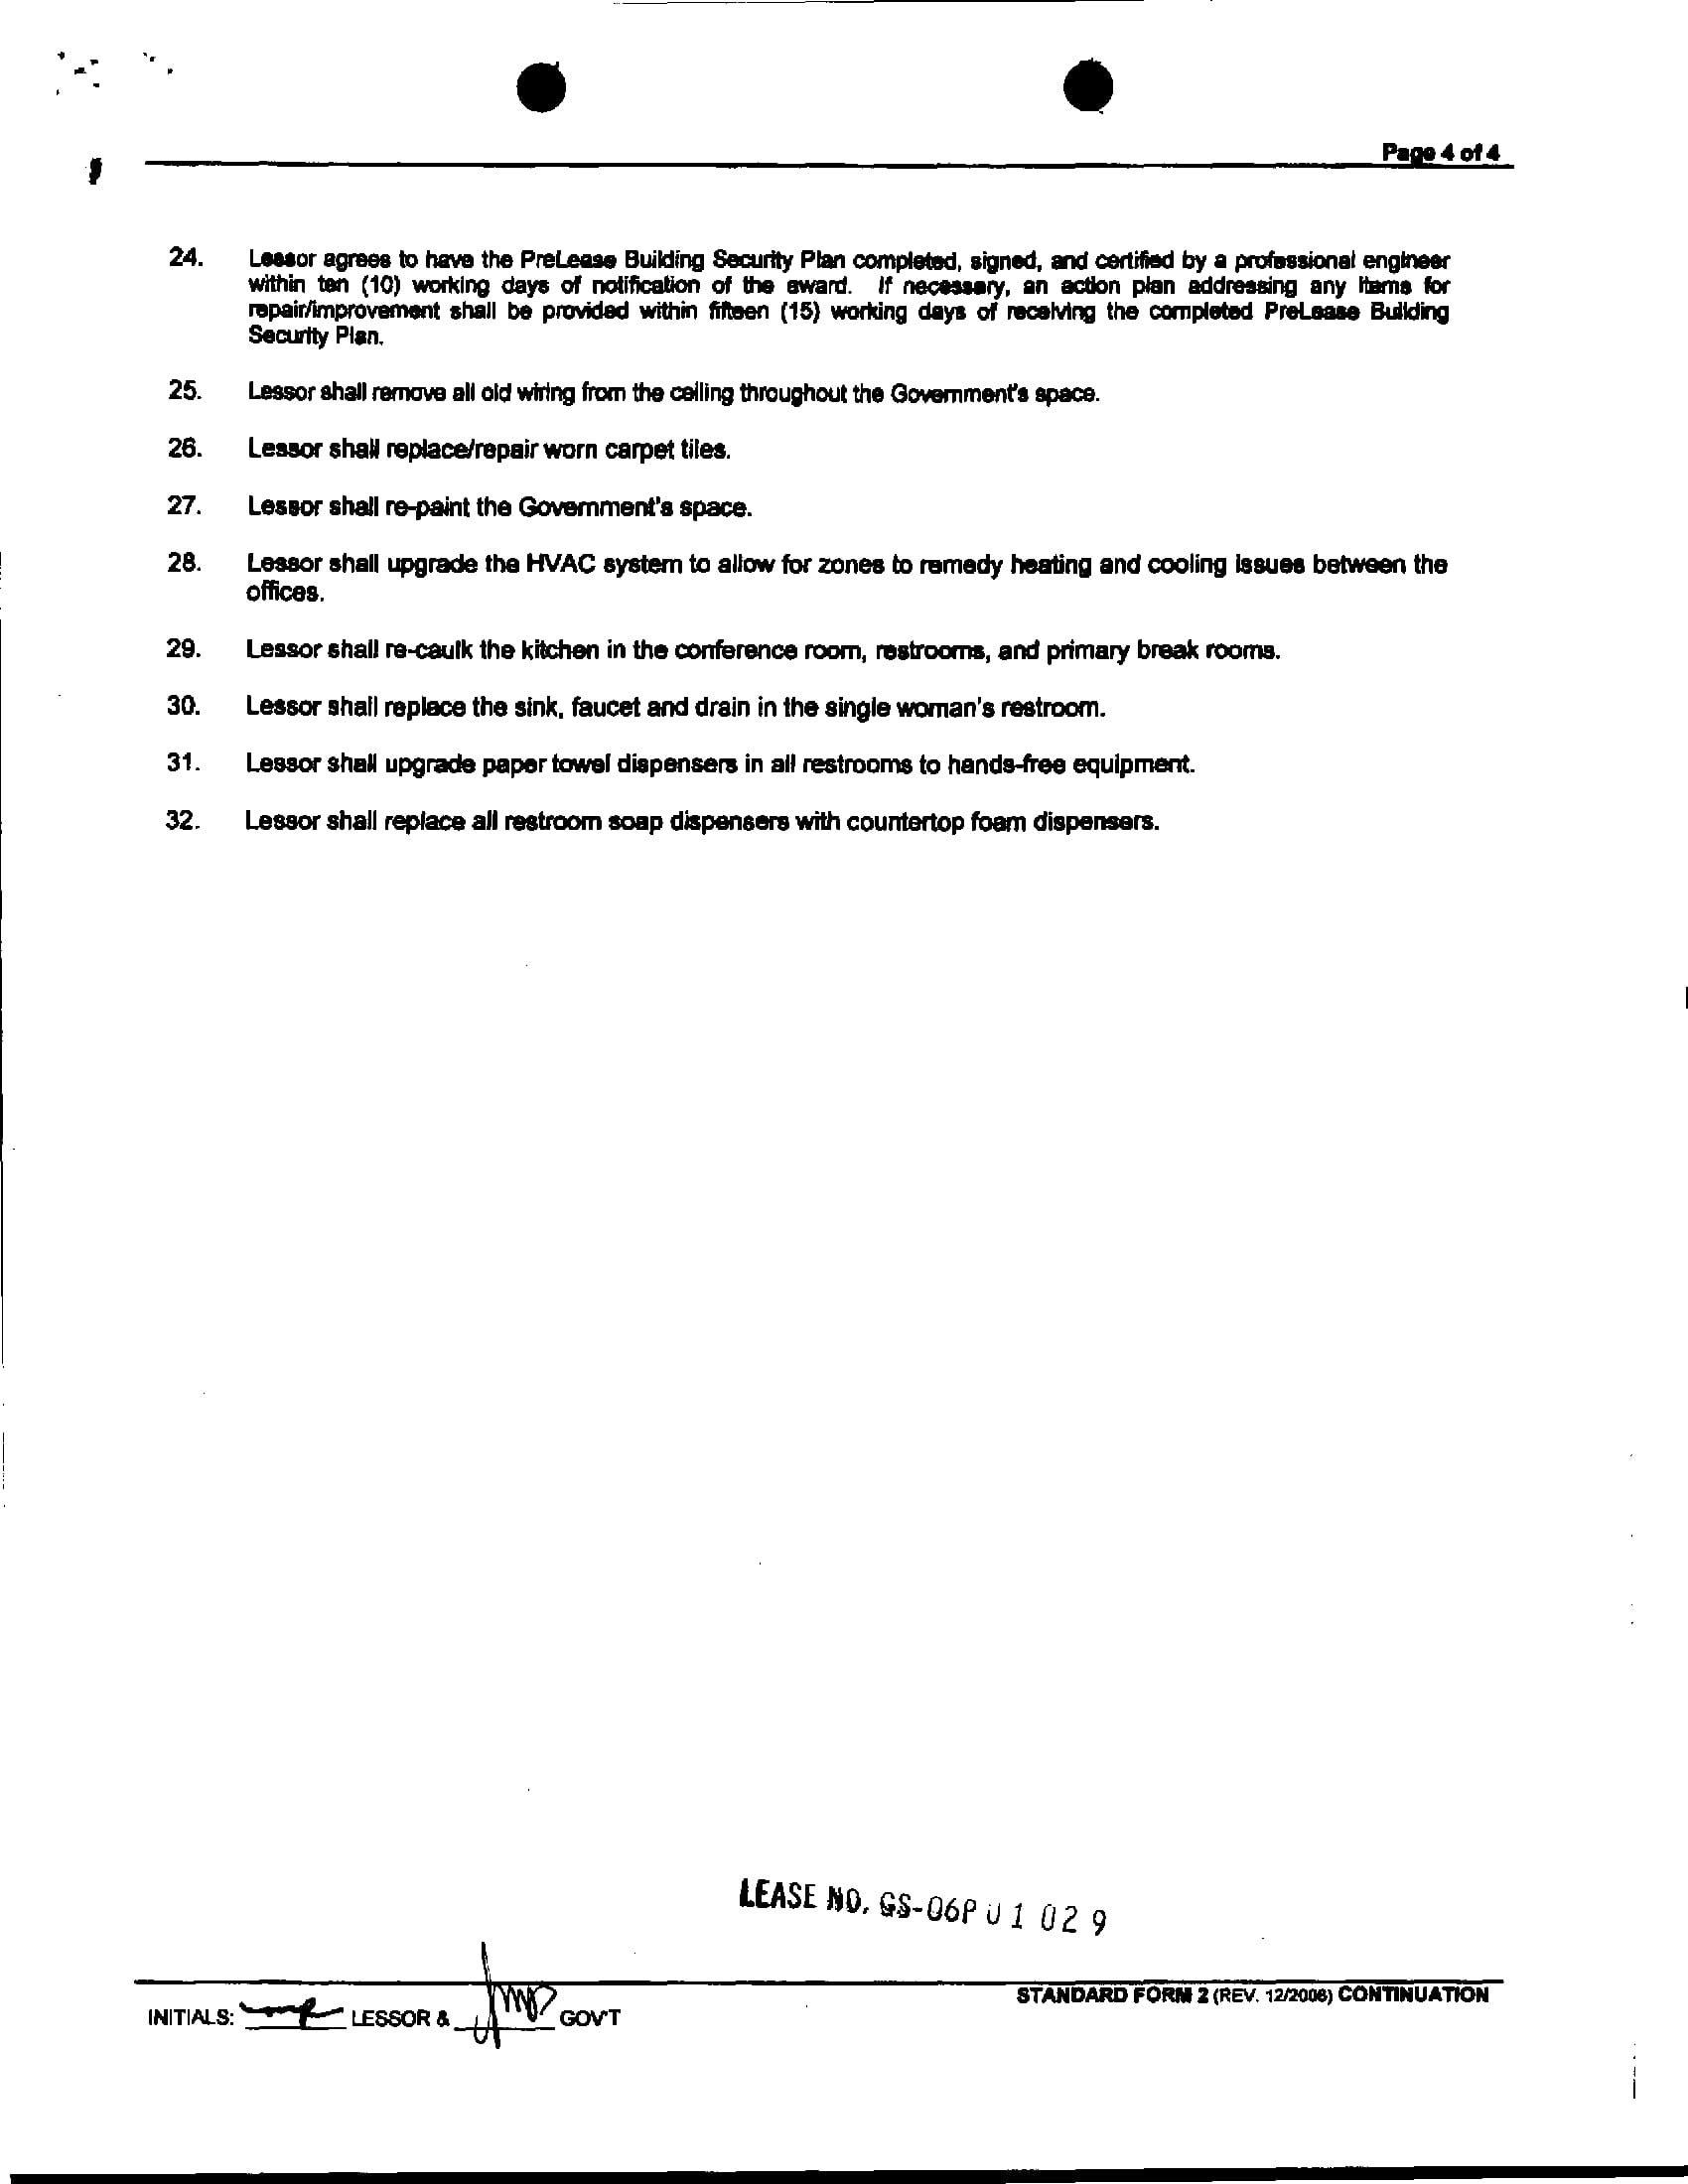 Page 4 of 4
24. Lessor agrees to have the PreLease Building Security Plan completed, signed, and certified by a professional engineer
within ten (10) working days of notification of the award. If necessary, an action plan addressing any items for
repair/improvement shall be provided within fifteen (15) working days of receiving the completed PreLease Building
Security Plan.
25. Lessor shall remove all old wiring from the ceiling throughout the Government's space.
26. Lessor shall replace/repair worn carpet tiles.
27. Lessor shall re-paint the Government's space.
28. Lessor shall upgrade the HVAC system to allow for zones to remedy heating and cooling issues between the
offices.
29. Lessor shall re-caulk the kitchen in the conference room, restrooms, and primary break rooms.
30. Lessor shall replace the sink, faucet and drain in the single woman's restroom.
31. Lessor shall upgrade paper towel dispensers in all restrooms to hands-free equipment.
32. Lessor shall replace all restroom soap dispensers with countertop foam dispensers.
LEASE NO. GS-06P 01 029
STANDARD FORM 2 (REV. 12/2006) CONTINUATION
INITIALS: LESSOR & GOV'T